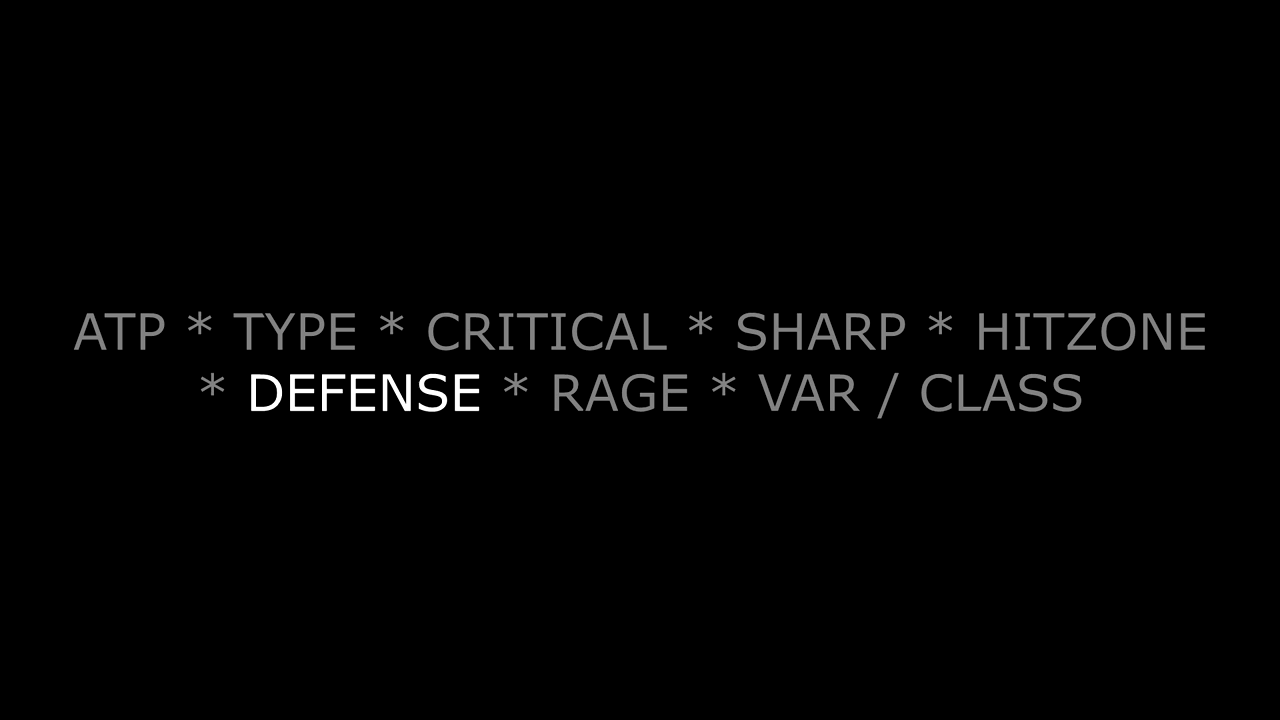 ATP * TYPE * CRITICAL * SHARP * HITZONE
* DEFENSE * RAGE * VAR / CLASS